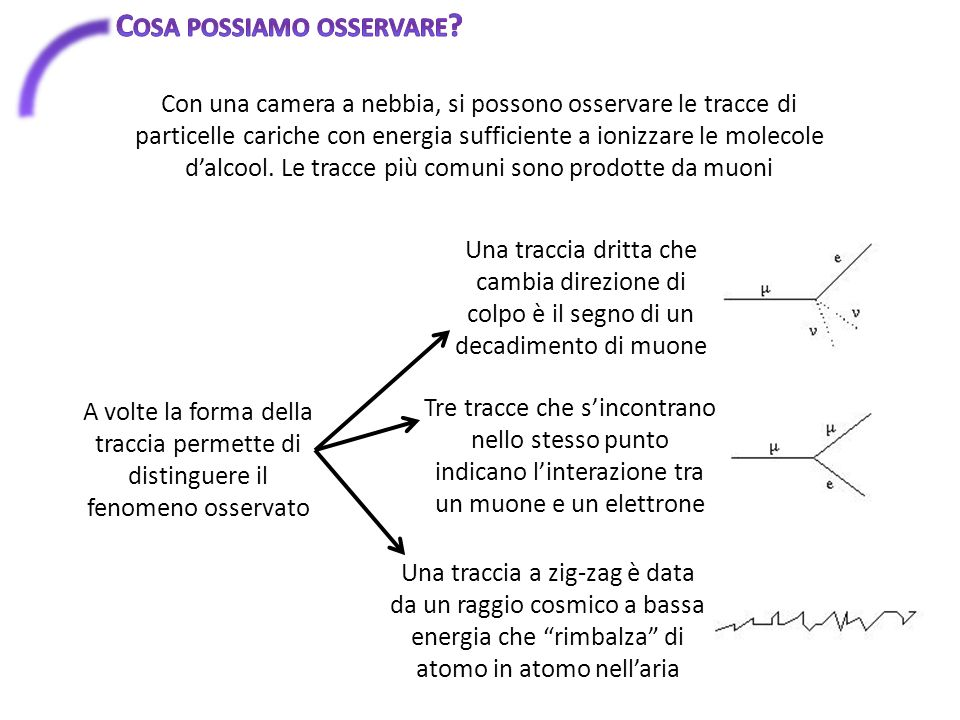 COSA POSSIAMO OSSERVARE?
Con una camera a nebbia, si possono osservare le tracce di
particelle cariche con energia sufficiente a ionizzare le molecole
d’alcool. Le tracce più comuni sono prodotte da muoni
Una traccia dritta che
cambia direzione di
colpo è il segno di un
decadimento di muone
μ
e
ν
ν
A volte la forma della
traccia permette di
distinguere il
fenomeno osservato
Tre tracce che s’incontrano
nello stesso punto
indicano l’interazione tra
un muone e un elettrone
μ
μ
e
Una traccia a zig-zag è data
da un raggio cosmico a bassa
energia che “rimbalza” di
atomo in atomo nell’aria